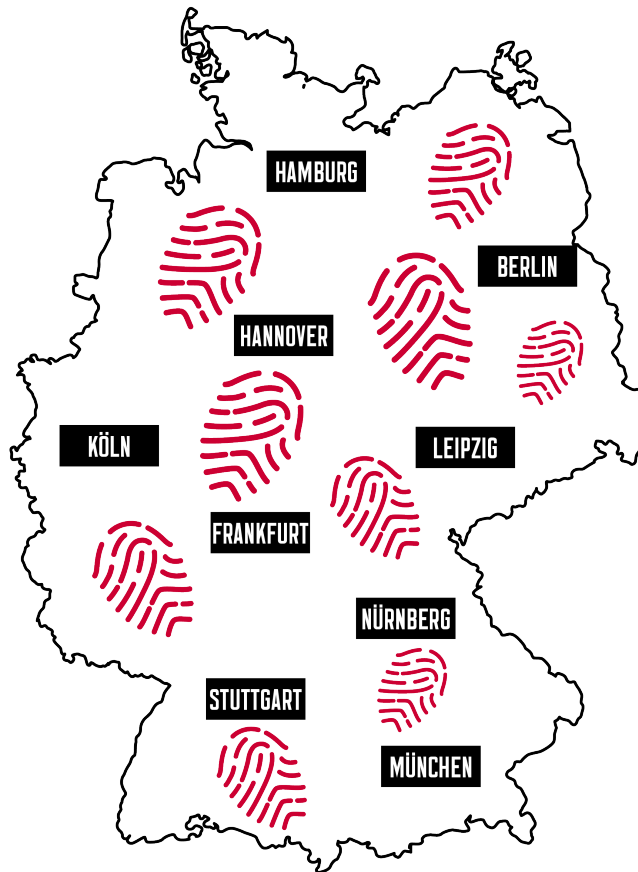 HAMBURG
BERLIN
HANNOVER
KÖLN
LEIPZIG
FRANKFURT
NÜRNBERG
STUTTGART
MÜNCHEN